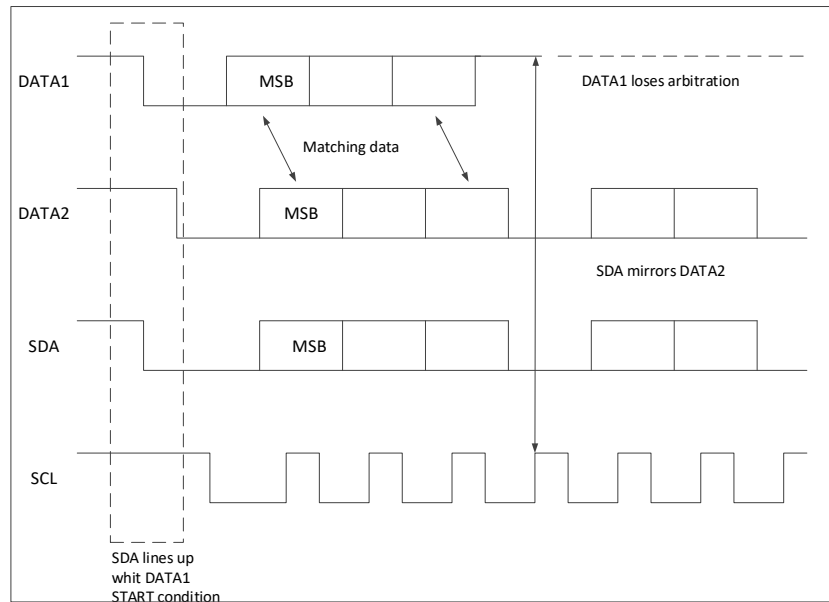 DATA1
MSB
DATA1 loses arbitration
Matching data
DATA2
MSB
SDA mirrors DATA2
SDA
MSB
SCL
SDA lines up
whit DATA1
START condition